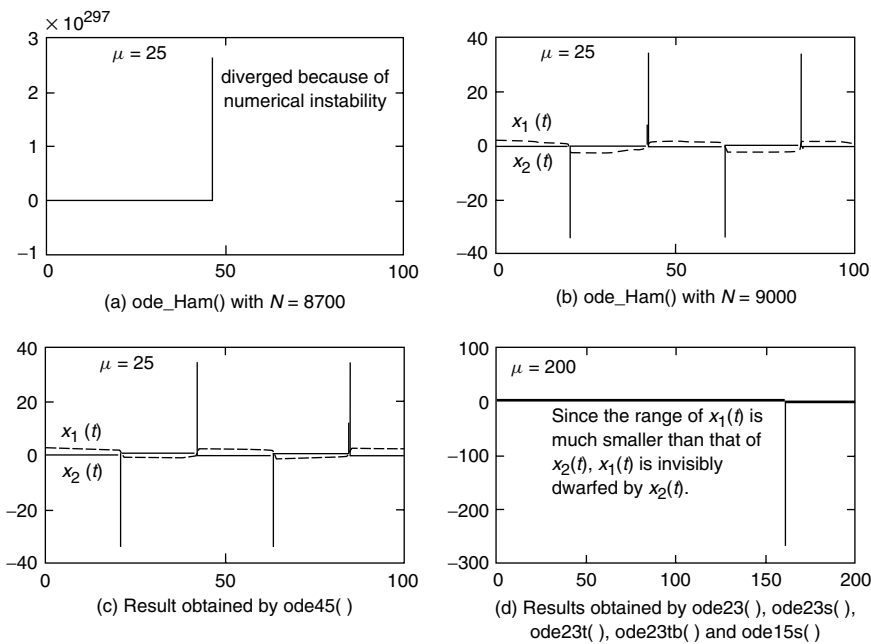 × 10^297
3
2
1
0
−1
μ = 25
diverged because of
numerical instability
0
50
100
(a) ode_Ham() with N = 8700
40
20
0
−20
−40
μ = 25
x1 (t)
x2 (t)
0
50
100
(b) ode_Ham() with N = 9000
40
20
0
−20
−40
μ = 25
x1 (t)
x2 (t)
0
50
100
(c) Result obtained by ode45( )
100
0
−100
−200
−300
μ = 200
Since the range of x1(t) is
much smaller than that of
x2(t), x1(t) is invisibly
dwarfed by x2(t).
0
50
100
150
200
(d) Results obtained by ode23( ), ode23s( ),
ode23t( ), ode23tb( ) and ode15s( )